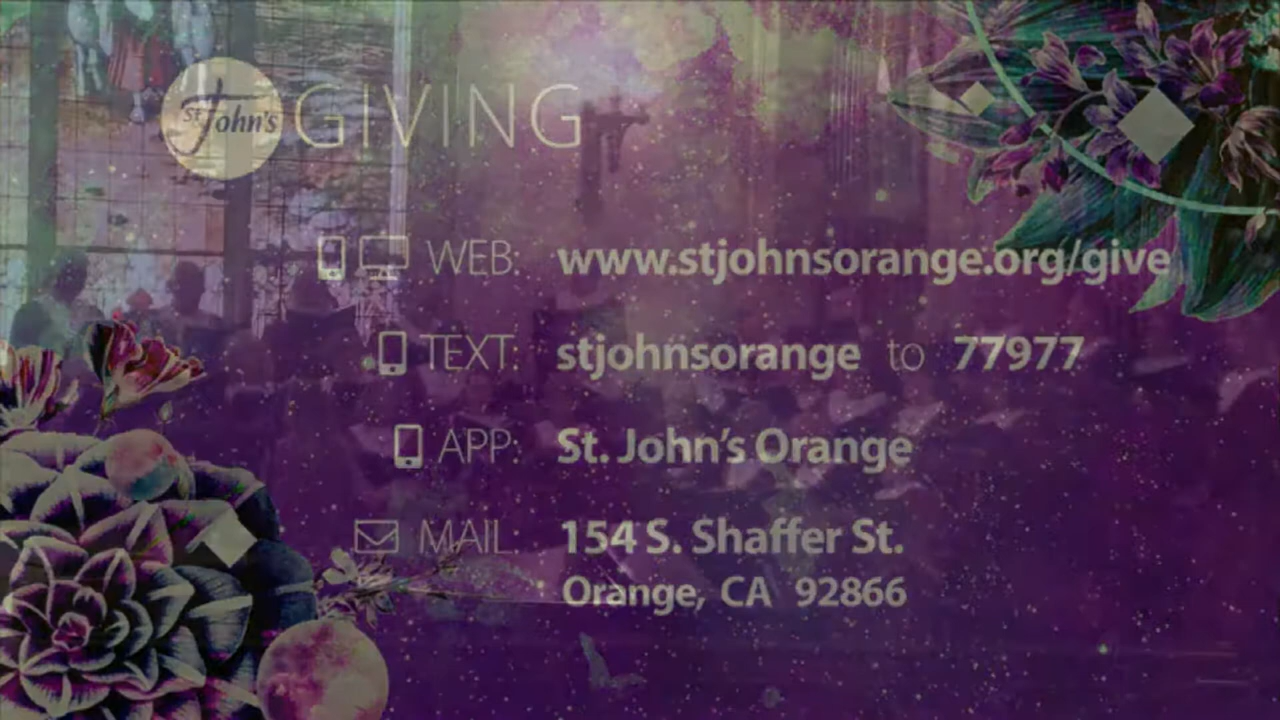 St John's GIVING
WEB: www.stjohnsorange.org/give
TEXT: stjohnsorange to 77977
APP: St. John's Orange
MAIL: 154 S. Shaffer St.
Orange, CA 92866